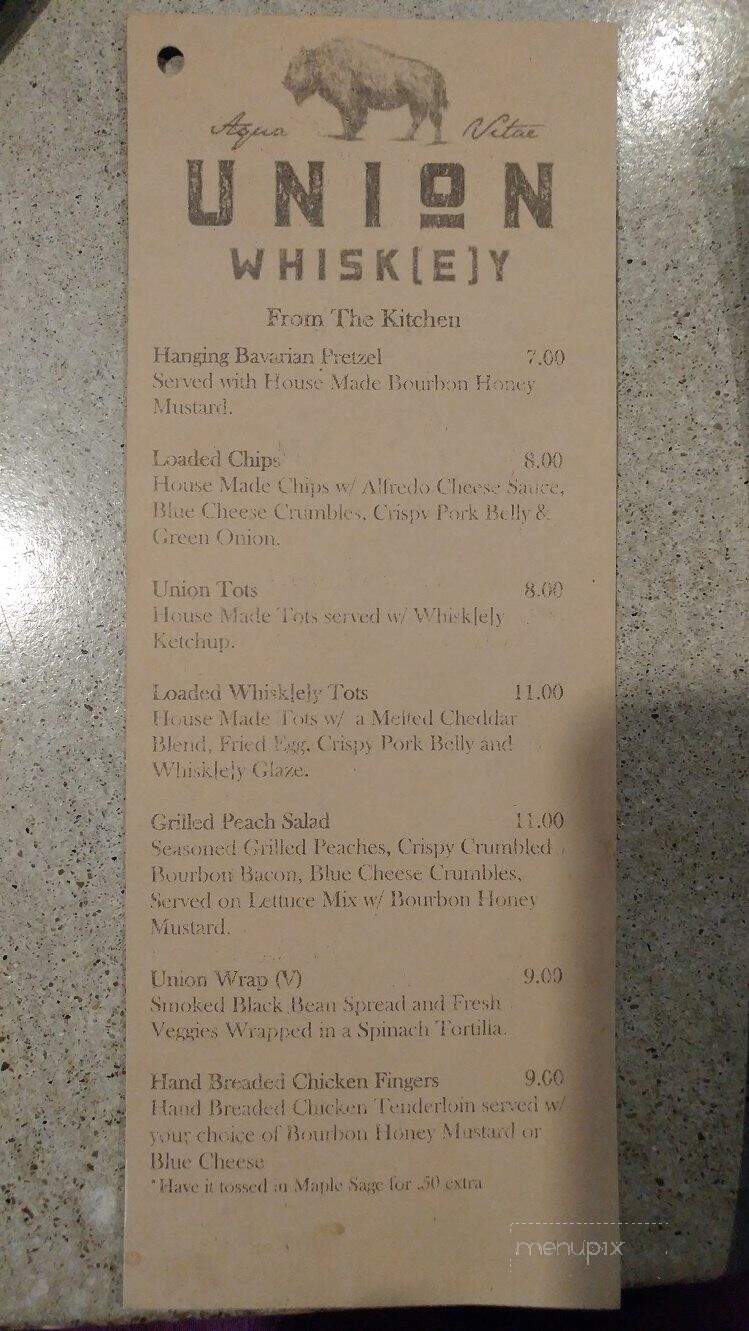 Aqua Vitae
UNION
WHISK[E]Y
From The Kitchen
Hanging Bavarian Pretzel 7.00
Served with House Made Bourbon Honey
Mustard.
Loaded Chips 8.00
House Made Chips w/ Alfredo Cheese Sauce,
Blue Cheese Crumbles, Crispy Pork Belly &
Green Onion.
Union Tots 8.00
House Made Tots served w/ Whisk[e]y
Ketchup.
Loaded Whisk[e]y Tots 11.00
House Made Tots w/ a Melted Cheddar
Blend, Fried Egg, Crispy Pork Belly and
Whisk[e]y Glaze.
Grilled Peach Salad 11.00
Seasoned Grilled Peaches, Crispy Crumbled
Bourbon Bacon, Blue Cheese Crumbles,
Served on Lettuce Mix w/ Bourbon Honey
Mustard.
Union Wrap (V) 9.00
Smoked Black Bean Spread and Fresh
Veggies Wrapped in a Spinach Tortilla.
Hand Breaded Chicken Fingers 9.00
Hand Breaded Chicken Tenderloin served w/
your choice of Bourbon Honey Mustard or
Blue Cheese
*Have it tossed in Maple Sage for .50 extra
menupix